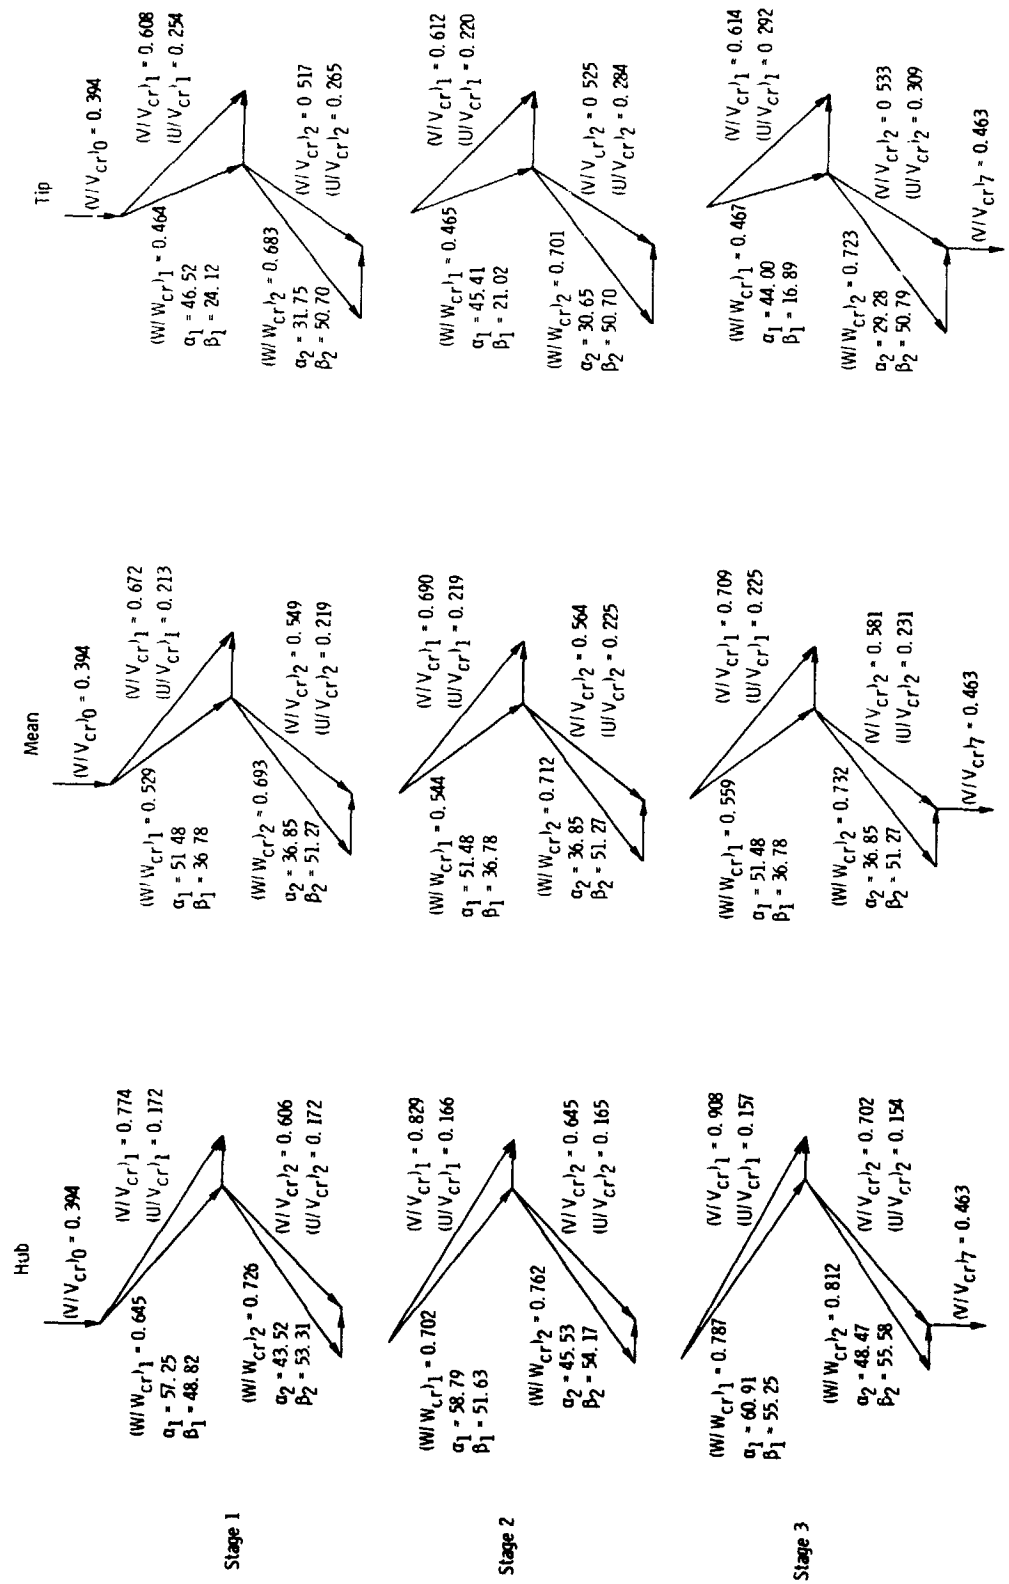 Hub
Mean
Tip
Stage 1
(V/Vcr)0 = 0.394
(V/Vcr)1 = 0.774
(U/Vcr)1 = 0.172
(W/Wcr)1 = 0.645
α1 = 57.25
β1 = 48.82
(V/Vcr)2 = 0.606
(U/Vcr)2 = 0.172
(W/Wcr)2 = 0.726
α2 = 43.52
β2 = 53.31
(V/Vcr)0 = 0.394
(V/Vcr)1 = 0.672
(U/Vcr)1 = 0.213
(W/Wcr)1 = 0.529
α1 = 51 48
β1 = 36 78
(V/Vcr)2 = 0.549
(U/Vcr)2 = 0.219
(W/Wcr)2 = 0.693
α2 = 36.85
β2 = 51.27
(V/Vcr)0 = 0.394
(V/Vcr)1 = 0.608
(U/Vcr)1 = 0.254
(W/Wcr)1 = 0.464
α1 = 46.52
β1 = 24.12
(V/Vcr)2 = 0 517
(U/Vcr)2 = 0.265
(W/Wcr)2 = 0.683
α2 = 31.75
β2 = 50.70
Stage 2
(V/Vcr)1 = 0.829
(U/Vcr)1 = 0.166
(W/Wcr)1 = 0.702
α1 = 58.79
β1 = 51.63
(V/Vcr)2 = 0.645
(U/Vcr)2 = 0.165
(W/Wcr)2 = 0.762
α2 = 45.53
β2 = 54.17
(V/Vcr)1 = 0.690
(U/Vcr)1 = 0.219
(W/Wcr)1 = 0.544
α1 = 51.48
β1 = 36.78
(V/Vcr)2 = 0.564
(U/Vcr)2 = 0.225
(W/Wcr)2 = 0.712
α2 = 36.85
β2 = 51.27
(V/Vcr)1 = 0.612
(U/Vcr)1 = 0.220
(W/Wcr)1 = 0.465
α1 = 45.41
β1 = 21.02
(V/Vcr)2 = 0 525
(U/Vcr)2 = 0.284
(W/Wcr)2 = 0.701
α2 = 30.65
β2 = 50.70
Stage 3
(V/Vcr)1 = 0.908
(U/Vcr)1 = 0.157
(W/Wcr)1 = 0.787
α1 = 60.91
β1 = 55.25
(V/Vcr)2 = 0.702
(U/Vcr)2 = 0.154
(W/Wcr)2 = 0.812
α2 = 48.47
β2 = 55.58
(V/Vcr)7 = 0.463
(V/Vcr)1 = 0.709
(U/Vcr)1 = 0.225
(W/Wcr)1 = 0.559
α1 = 51.48
β1 = 36.78
(V/Vcr)2 = 0.581
(U/Vcr)2 = 0.231
(W/Wcr)2 = 0.732
α2 = 36.85
β2 = 51.27
(V/Vcr)7 = 0.463
(V/Vcr)1 = 0.614
(U/Vcr)1 = 0 292
(W/Wcr)1 = 0.467
α1 = 44.00
β1 = 16.89
(V/Vcr)2 = 0 533
(U/Vcr)2 = 0.309
(W/Wcr)2 = 0.723
α2 = 29.28
β2 = 50.79
(V/Vcr)7 = 0.463